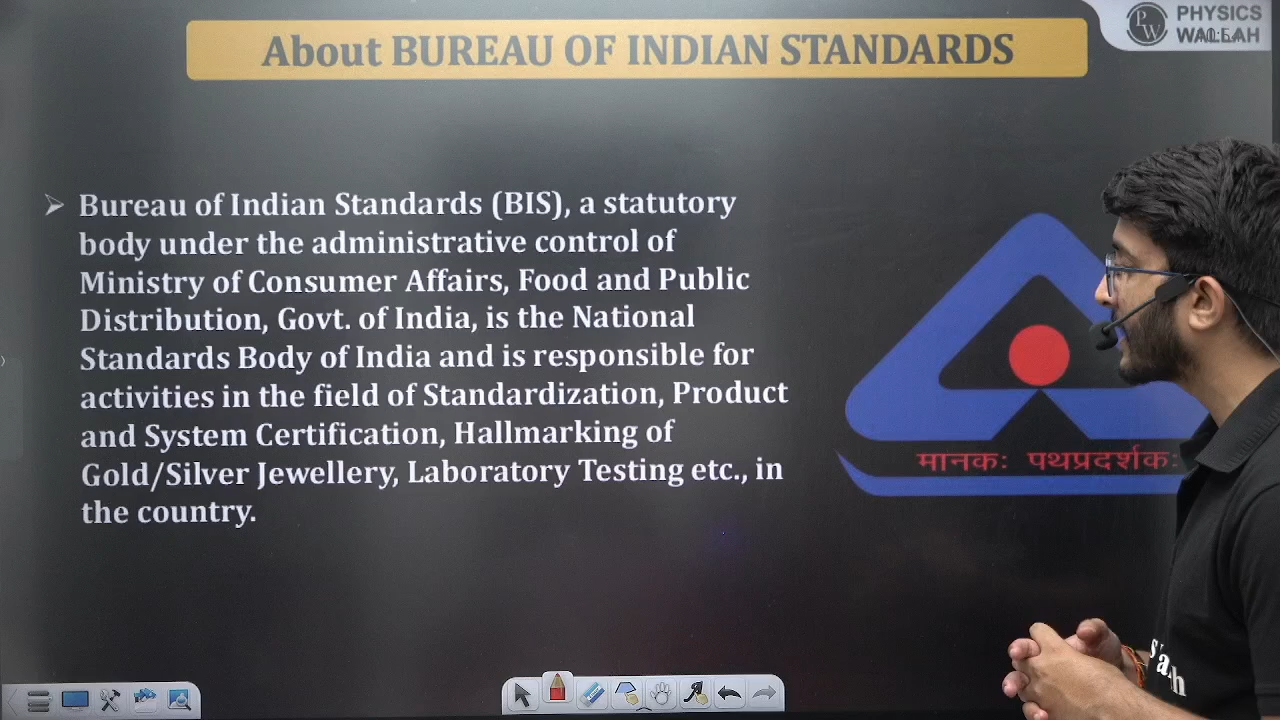 About BUREAU OF INDIAN STANDARDS
PHYSICS
WALLAH
Bureau of Indian Standards (BIS), a statutory
body under the administrative control of
Ministry of Consumer Affairs, Food and Public
Distribution, Govt. of India, is the National
Standards Body of India and is responsible for
activities in the field of Standardization, Product
and System Certification, Hallmarking of
Gold/Silver Jewellery, Laboratory Testing etc., in
the country.
मानकः पथप्रदर्शकः